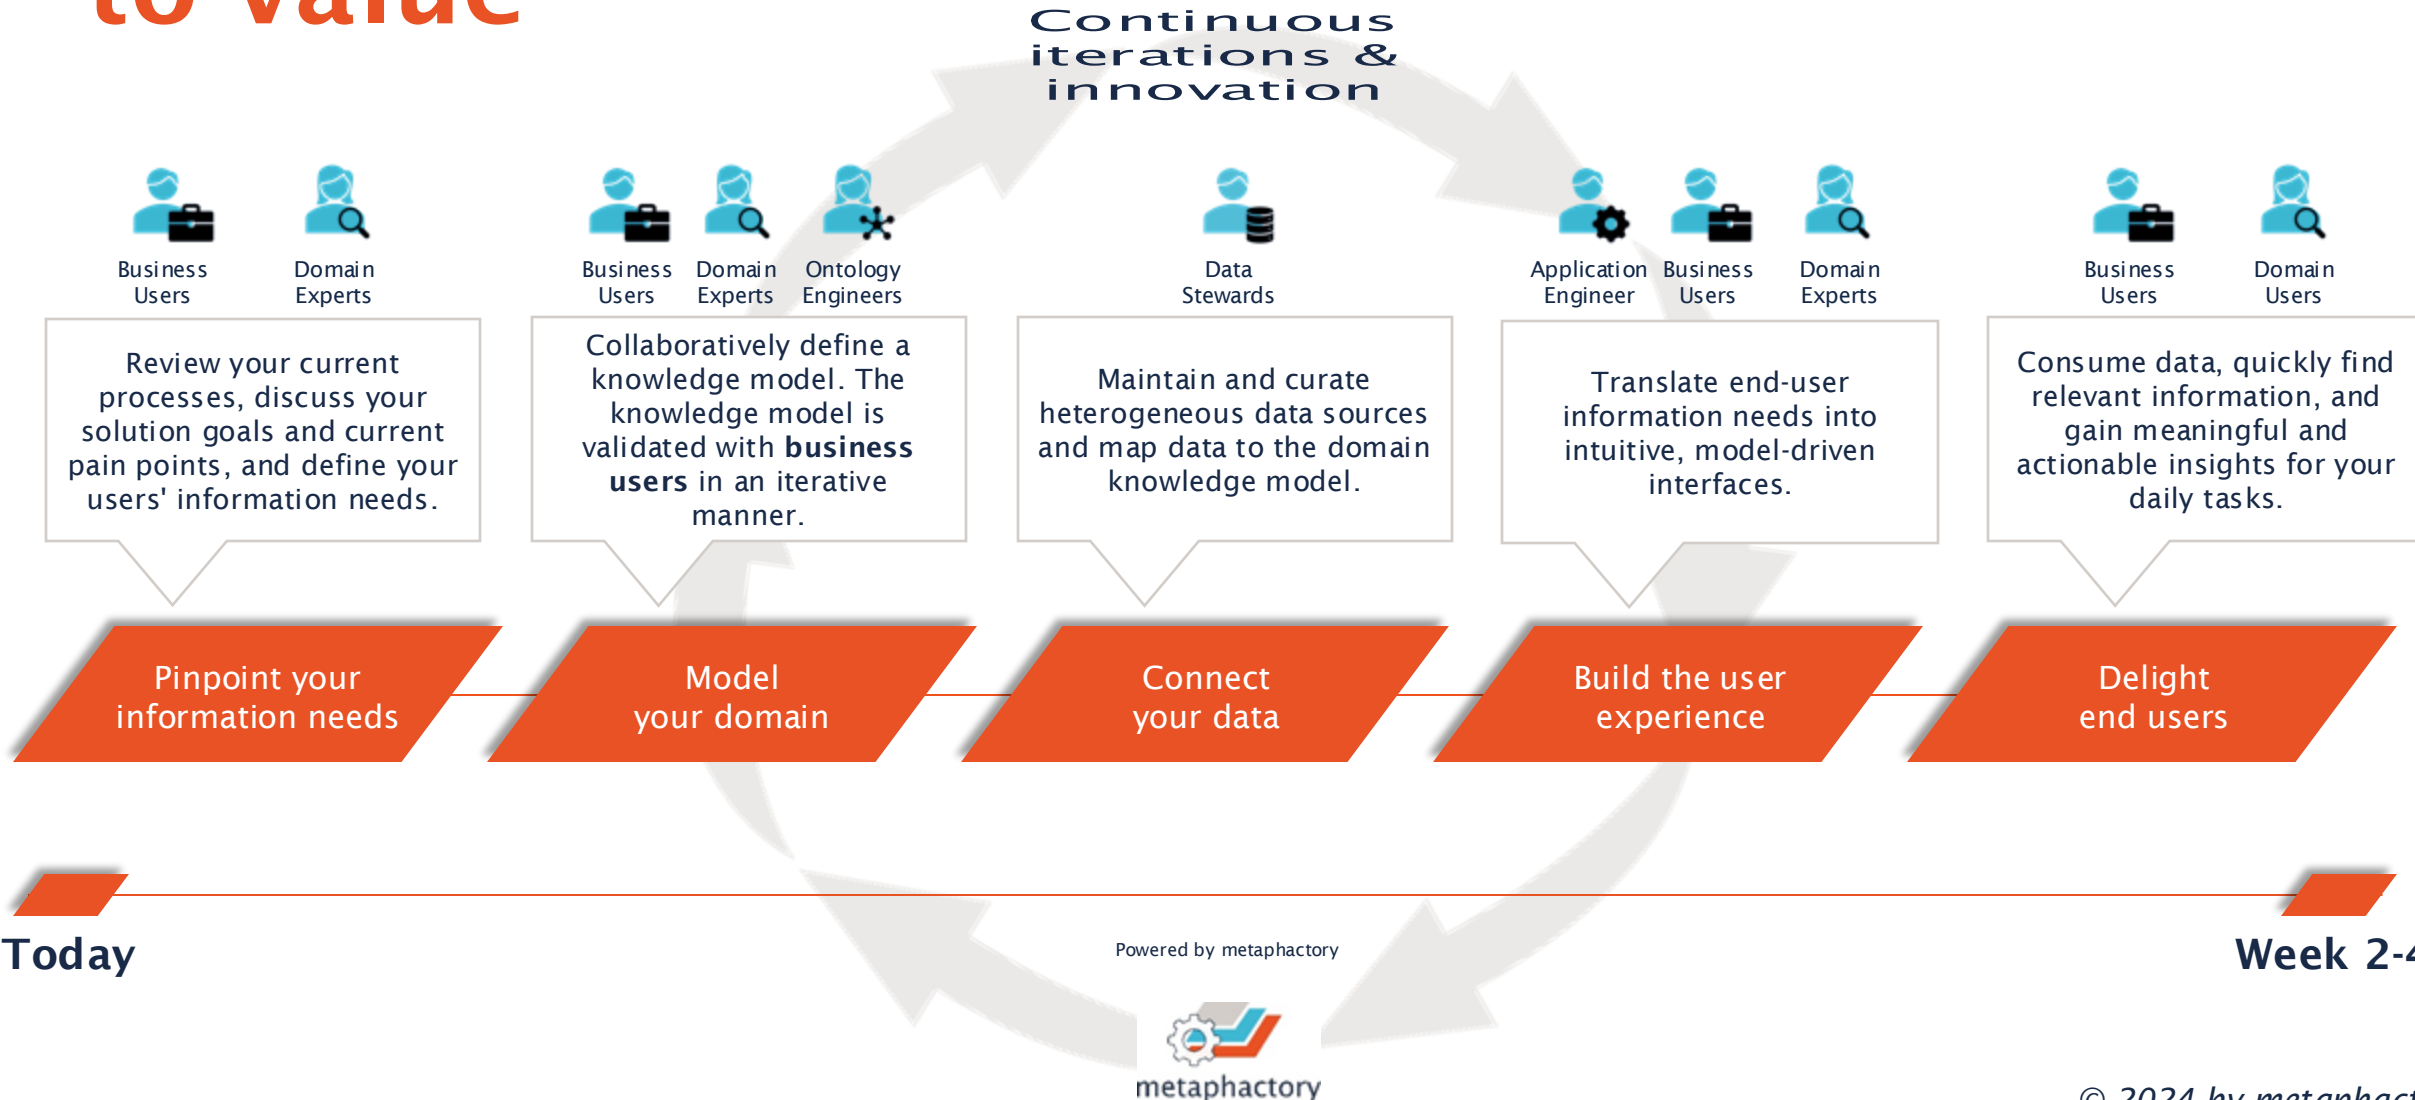 to value
Continuous
iterations &
innovation
Business
Users
Domain
Experts
Business
Users
Domain
Experts
Ontology
Engineers
Data
Stewards
Application
Engineer
Business
Users
Domain
Experts
Business
Users
Domain
Users
Review your current
processes, discuss your
solution goals and current
pain points, and define your
users' information needs.
Collaboratively define a
knowledge model. The
knowledge model is
validated with business
users in an iterative
manner.
Maintain and curate
heterogeneous data sources
and map data to the domain
knowledge model.
Translate end-user
information needs into
intuitive, model-driven
interfaces.
Consume data, quickly find
relevant information, and
gain meaningful and
actionable insights for your
daily tasks.
Pinpoint your
information needs
Model
your domain
Connect
your data
Build the user
experience
Delight
end users
Today
Powered by metaphactory
Week 2-4
metaphactory
© 2024 by metaphact